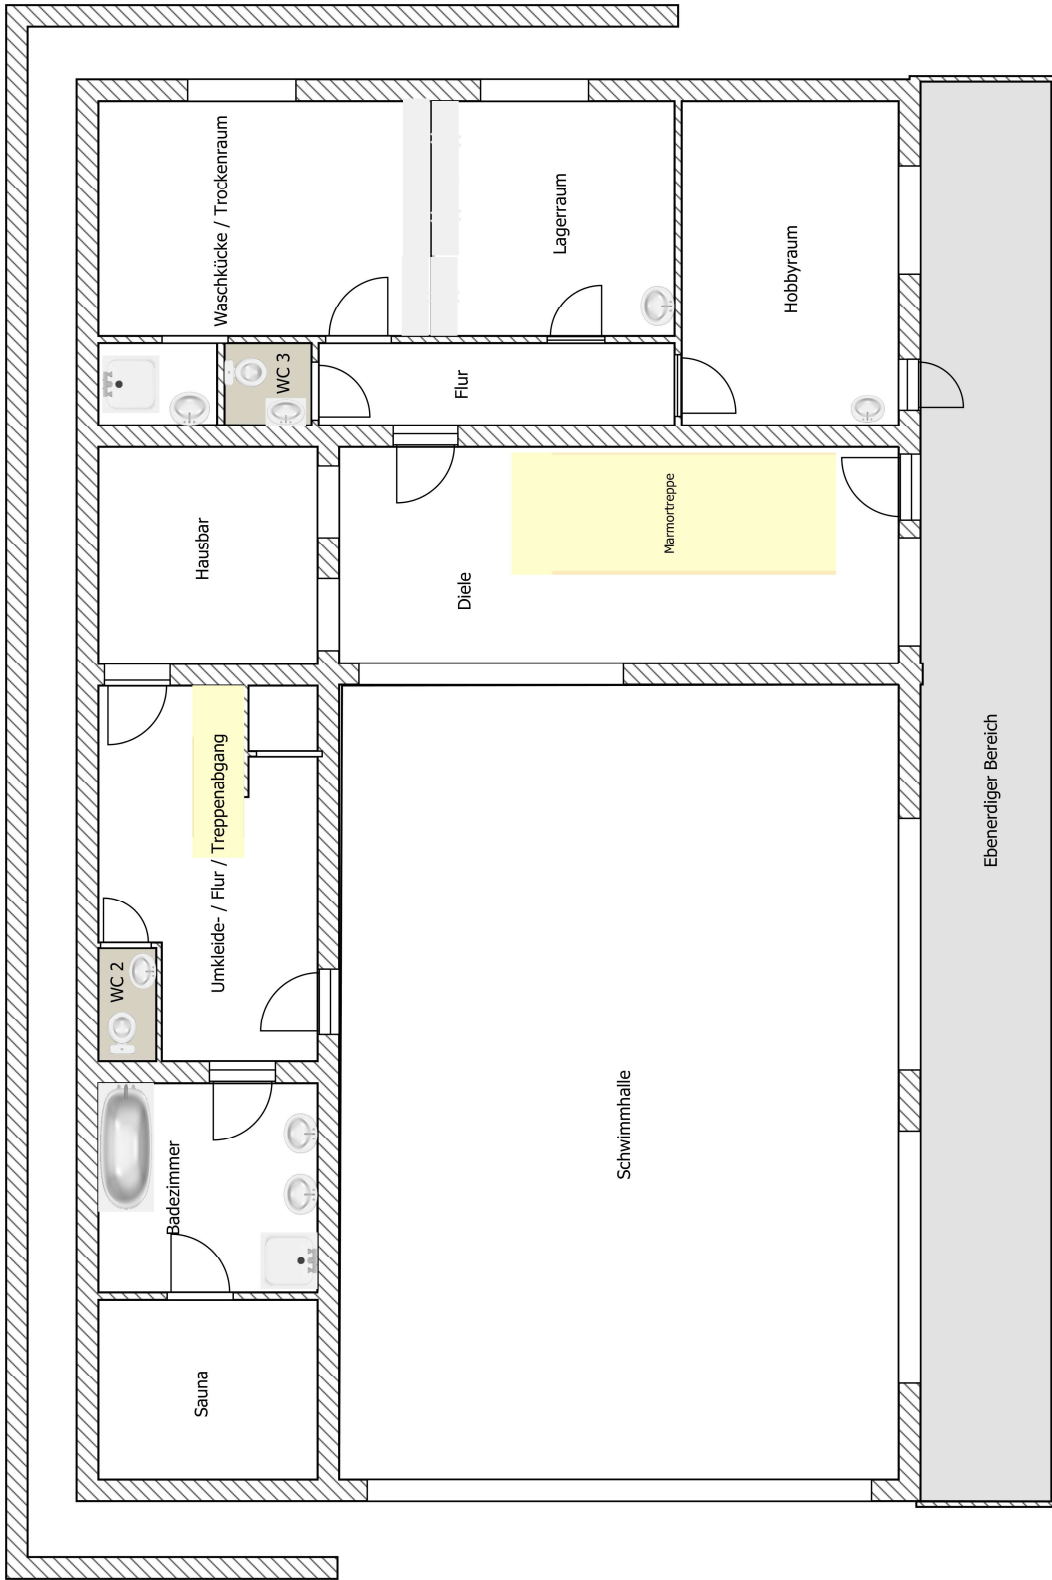 Waschkücke / Trockenraum
Lagerraum
Hobbyraum
WC 3
Flur
Hausbar
Diele
Marmortreppe
Umkleide- / Flur / Treppenabgang
WC 2
Badezimmer
Sauna
Schwimmhalle
Ebenerdiger Bereich